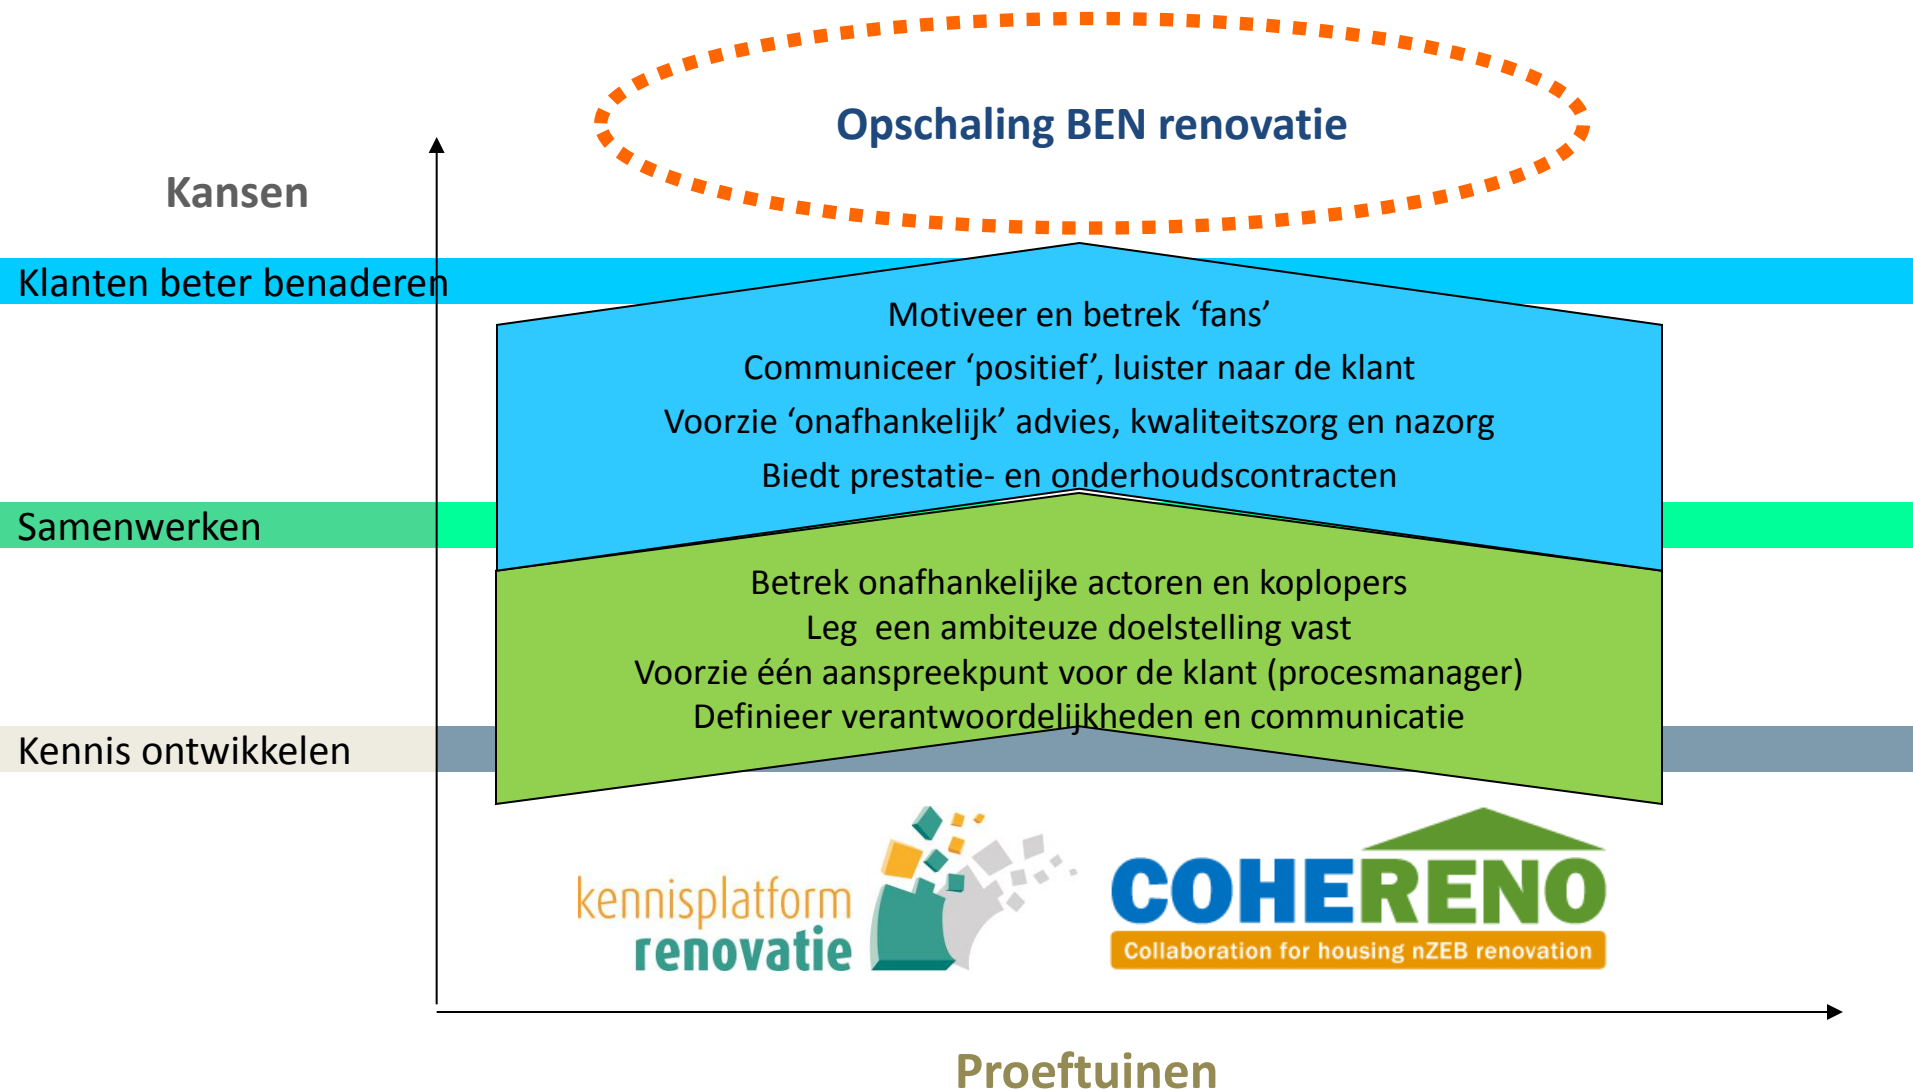 Opschaling BEN renovatie
Kansen
Klanten beter benaderen
Motiveer en betrek ‘fans’
Communiceer ‘positief’, luister naar de klant
Voorzie ‘onafhankelijk’ advies, kwaliteitszorg en nazorg
Biedt prestatie- en onderhoudscontracten
Samenwerken
Betrek onafhankelijke actoren en koplopers
Leg een ambiteuze doelstelling vast
Voorzie één aanspreekpunt voor de klant (procesmanager)
Definieer verantwoordelijkheden en communicatie
Kennis ontwikkelen
kennisplatform
renovatie
COHERENO
Collaboration for housing nZEB renovation
Proeftuinen